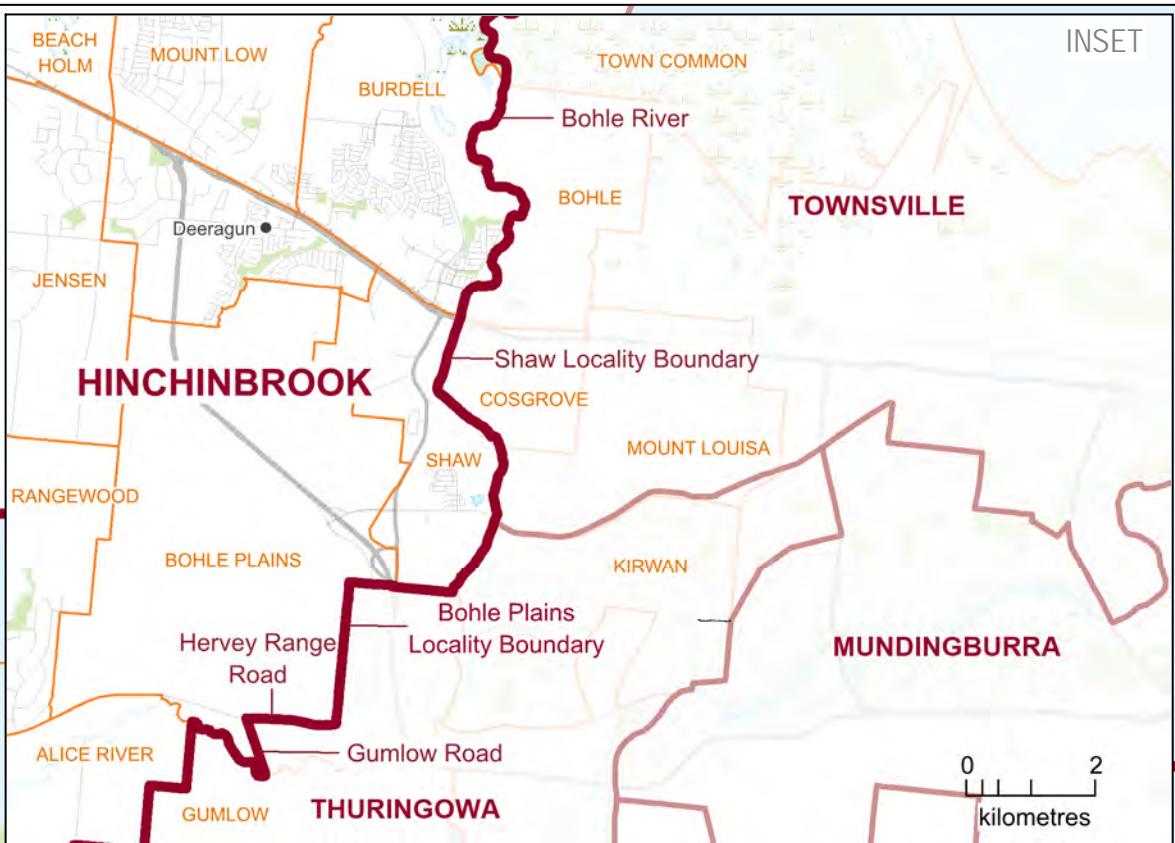 INSET
BEACH
HOLM
MOUNT LOW
TOWN COMMON
BURDELL
Bohle River
BOHLE
TOWNSVILLE
Deeragun
JENSEN
Shaw Locality Boundary
HINCHINBROOK
COSGROVE
MOUNT LOUISA
SHAW
RANGEWOOD
BOHLE PLAINS
KIRWAN
Bohle Plains
Locality Boundary
Hervey Range
Road
MUNDINGBURRA
Gumlow Road
ALICE RIVER
GUMLOW
THURINGOWA
0 2
kilometres